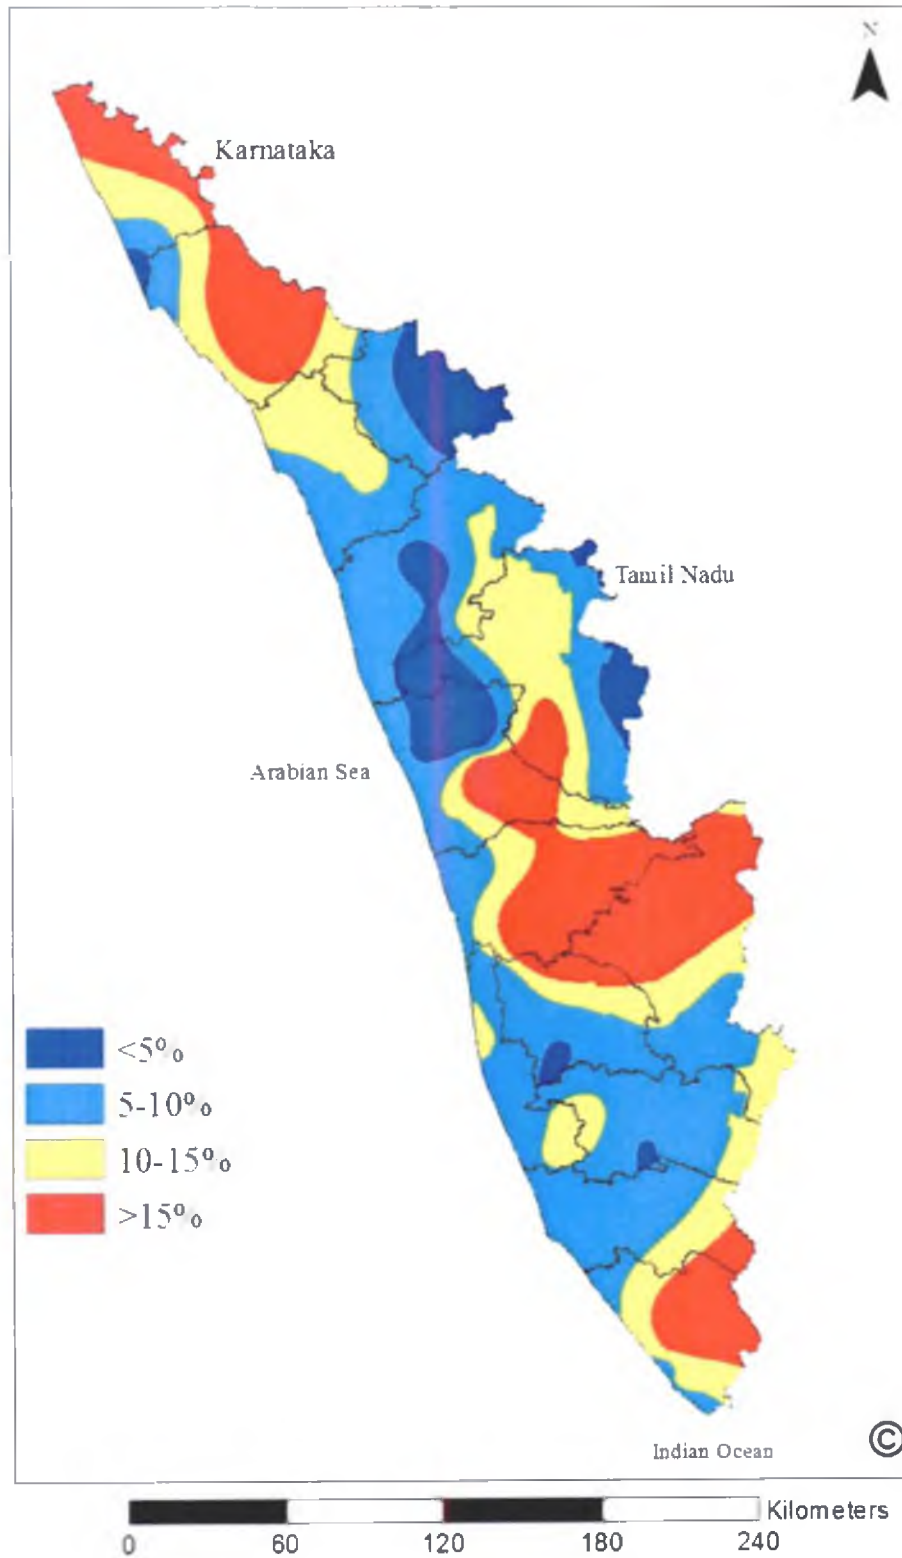 N
Karnataka
Tamil Nadu
Arabian Sea
<5%
5-10%
10-15%
>15%
Indian Ocean
©
Kilometers
0 60 120 180 240